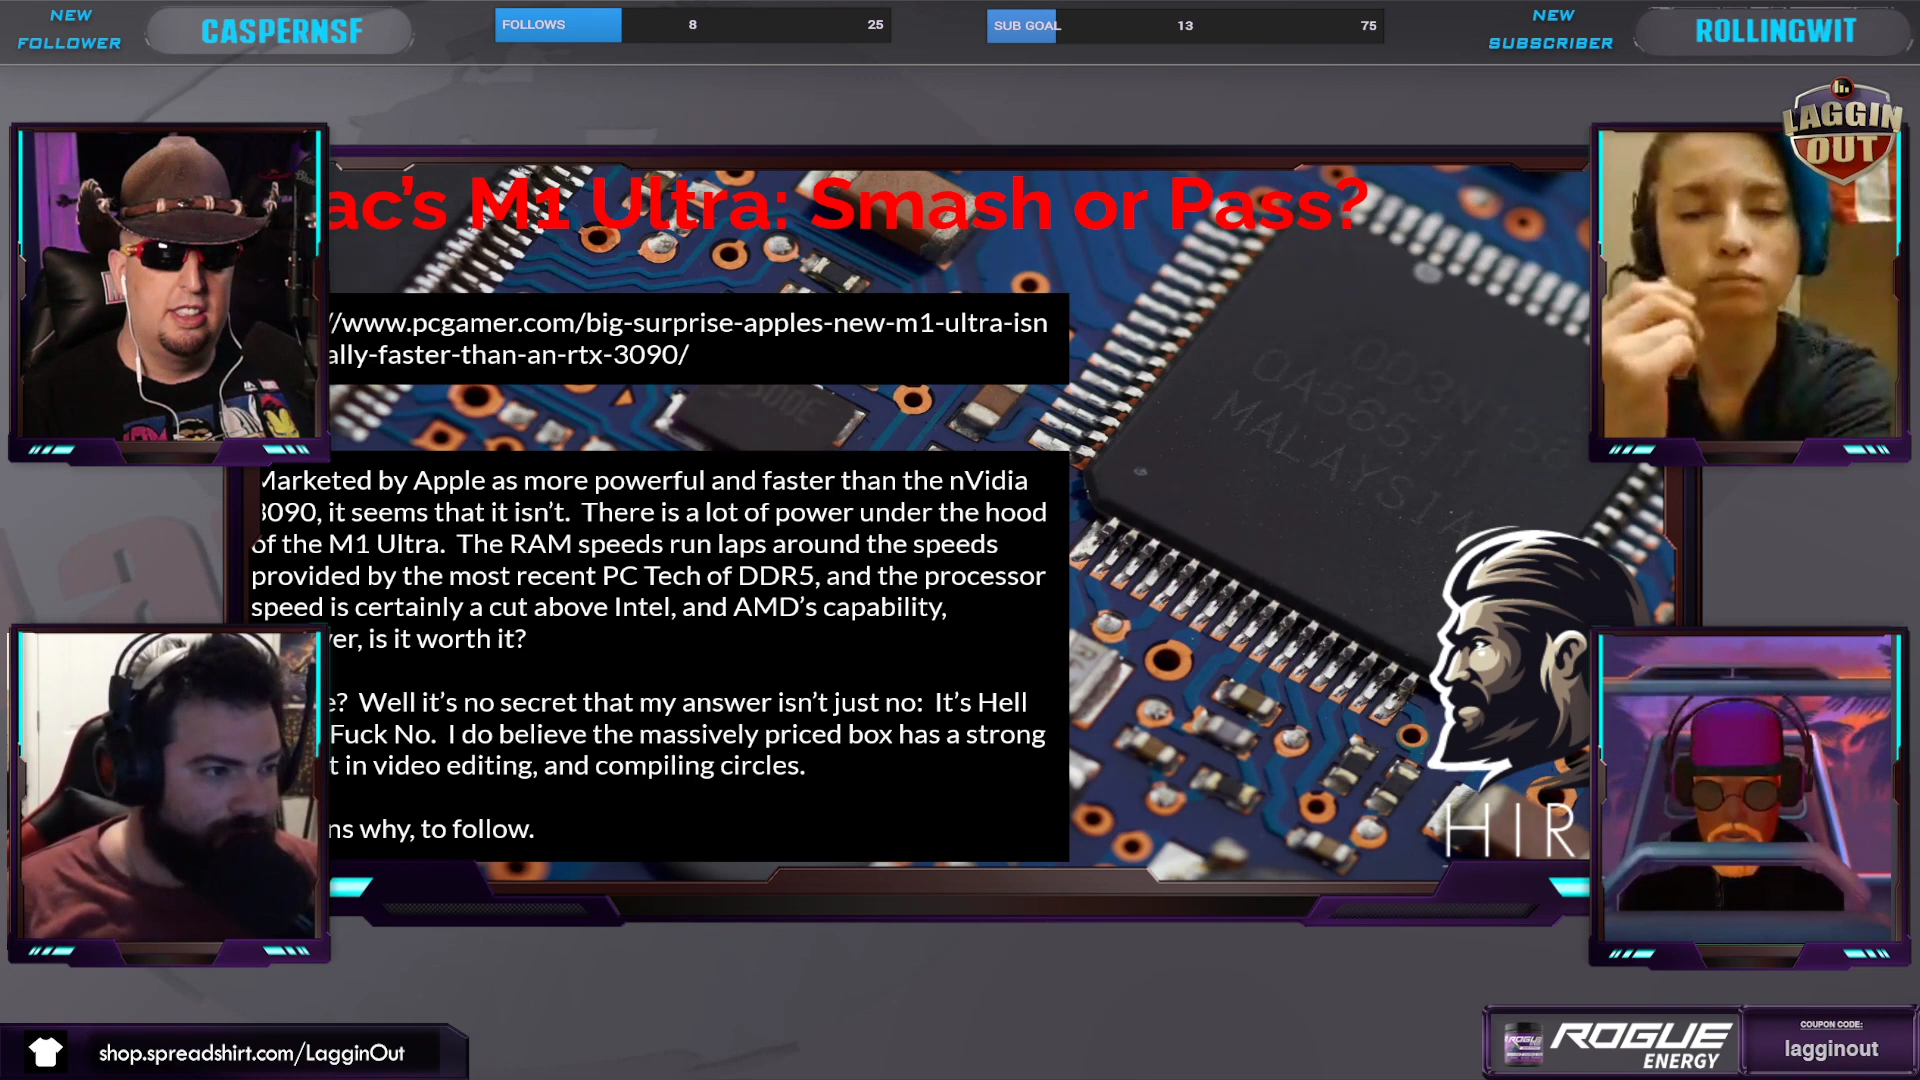 NEW
FOLLOWER
CASPERNSF
FOLLOWS 8 25
SUB GOAL 13 75
NEW
SUBSCRIBER
ROLLINGWIT
LAGGIN
OUT
ac's M1 Ultra: Smash or Pass?
//www.pcgamer.com/big-surprise-apples-new-m1-ultra-isn
ally-faster-than-an-rtx-3090/
Marketed by Apple as more powerful and faster than the nVidia
3090, it seems that it isn't. There is a lot of power under the hood
of the M1 Ultra. The RAM speeds run laps around the speeds
provided by the most recent PC Tech of DDR5, and the processor
speed is certainly a cut above Intel, and AMD's capability,
ver, is it worth it?
e? Well it's no secret that my answer isn't just no: It's Hell
Fuck No. I do believe the massively priced box has a strong
t in video editing, and compiling circles.
ns why, to follow.
MALAYSIA
HIR
shop.spreadshirt.com/LagginOut
ROGUE
ENERGY
COUPON CODE:
lagginout